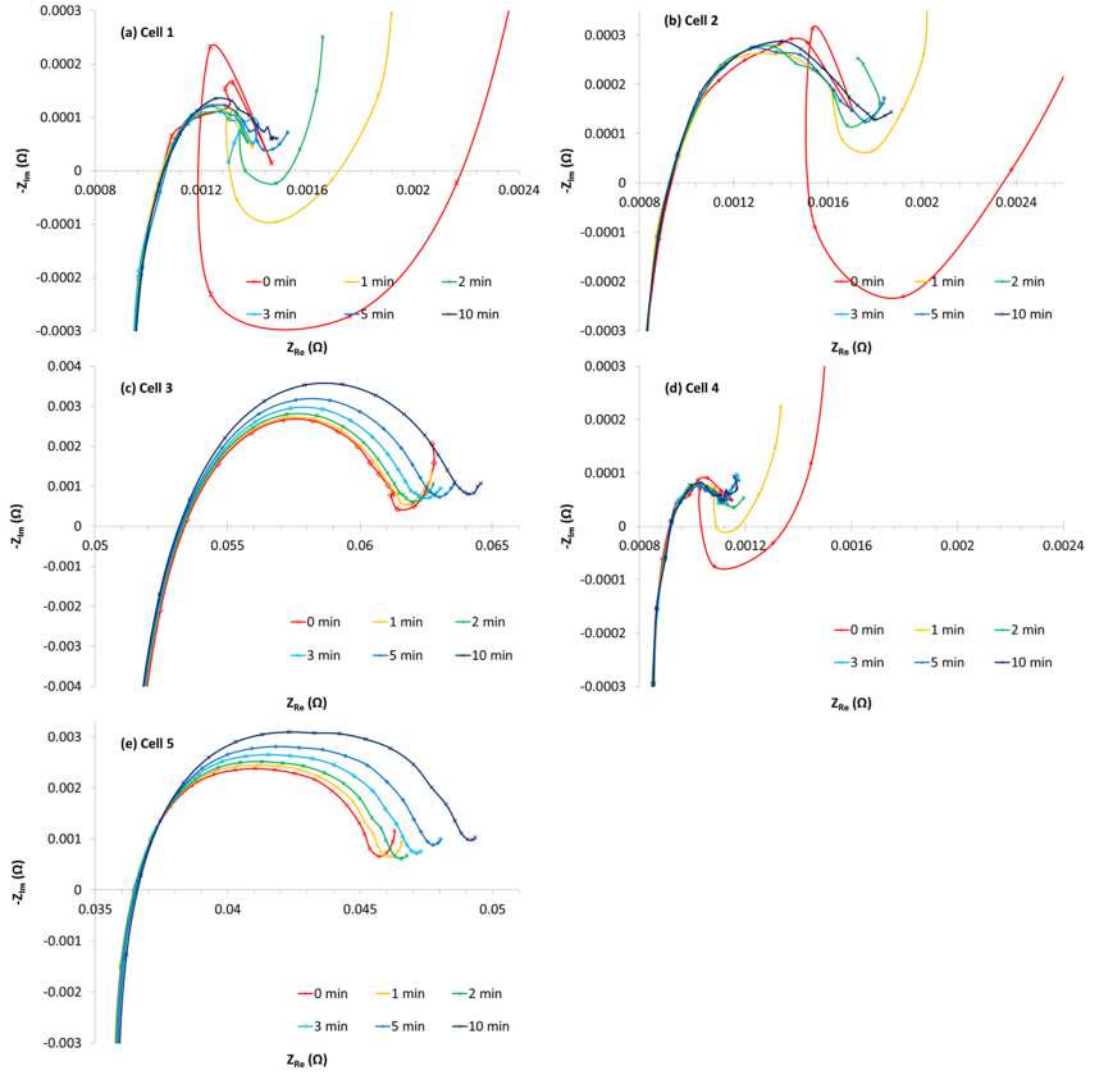 (a) Cell 1
0.0003
0.0002
0.0001
0
-0.0001
-0.0002
-0.0003
-Z_Im (Ω)
0.0008 0.0012 0.0016 0.002 0.0024
0 min 1 min 2 min
3 min 5 min 10 min
Z_Re (Ω)
(b) Cell 2
0.0003
0.0002
0.0001
0
-0.0001
-0.0002
-0.0003
-Z_Im (Ω)
0.0008 0.0012 0.0016 0.002 0.0024
0 min 1 min 2 min
3 min 5 min 10 min
Z_Re (Ω)
(c) Cell 3
0.004
0.003
0.002
0.001
0
-0.001
-0.002
-0.003
-0.004
-Z_Im (Ω)
0.05 0.055 0.06 0.065
0 min 1 min 2 min
3 min 5 min 10 min
Z_Re (Ω)
(d) Cell 4
0.0003
0.0002
0.0001
0
-0.0001
-0.0002
-0.0003
-Z_Im (Ω)
0.0008 0.0012 0.0016 0.002 0.0024
0 min 1 min 2 min
3 min 5 min 10 min
Z_Re (Ω)
(e) Cell 5
0.003
0.002
0.001
0
-0.001
-0.002
-0.003
-Z_Im (Ω)
0.035 0.04 0.045 0.05
0 min 1 min 2 min
3 min 5 min 10 min
Z_Re (Ω)